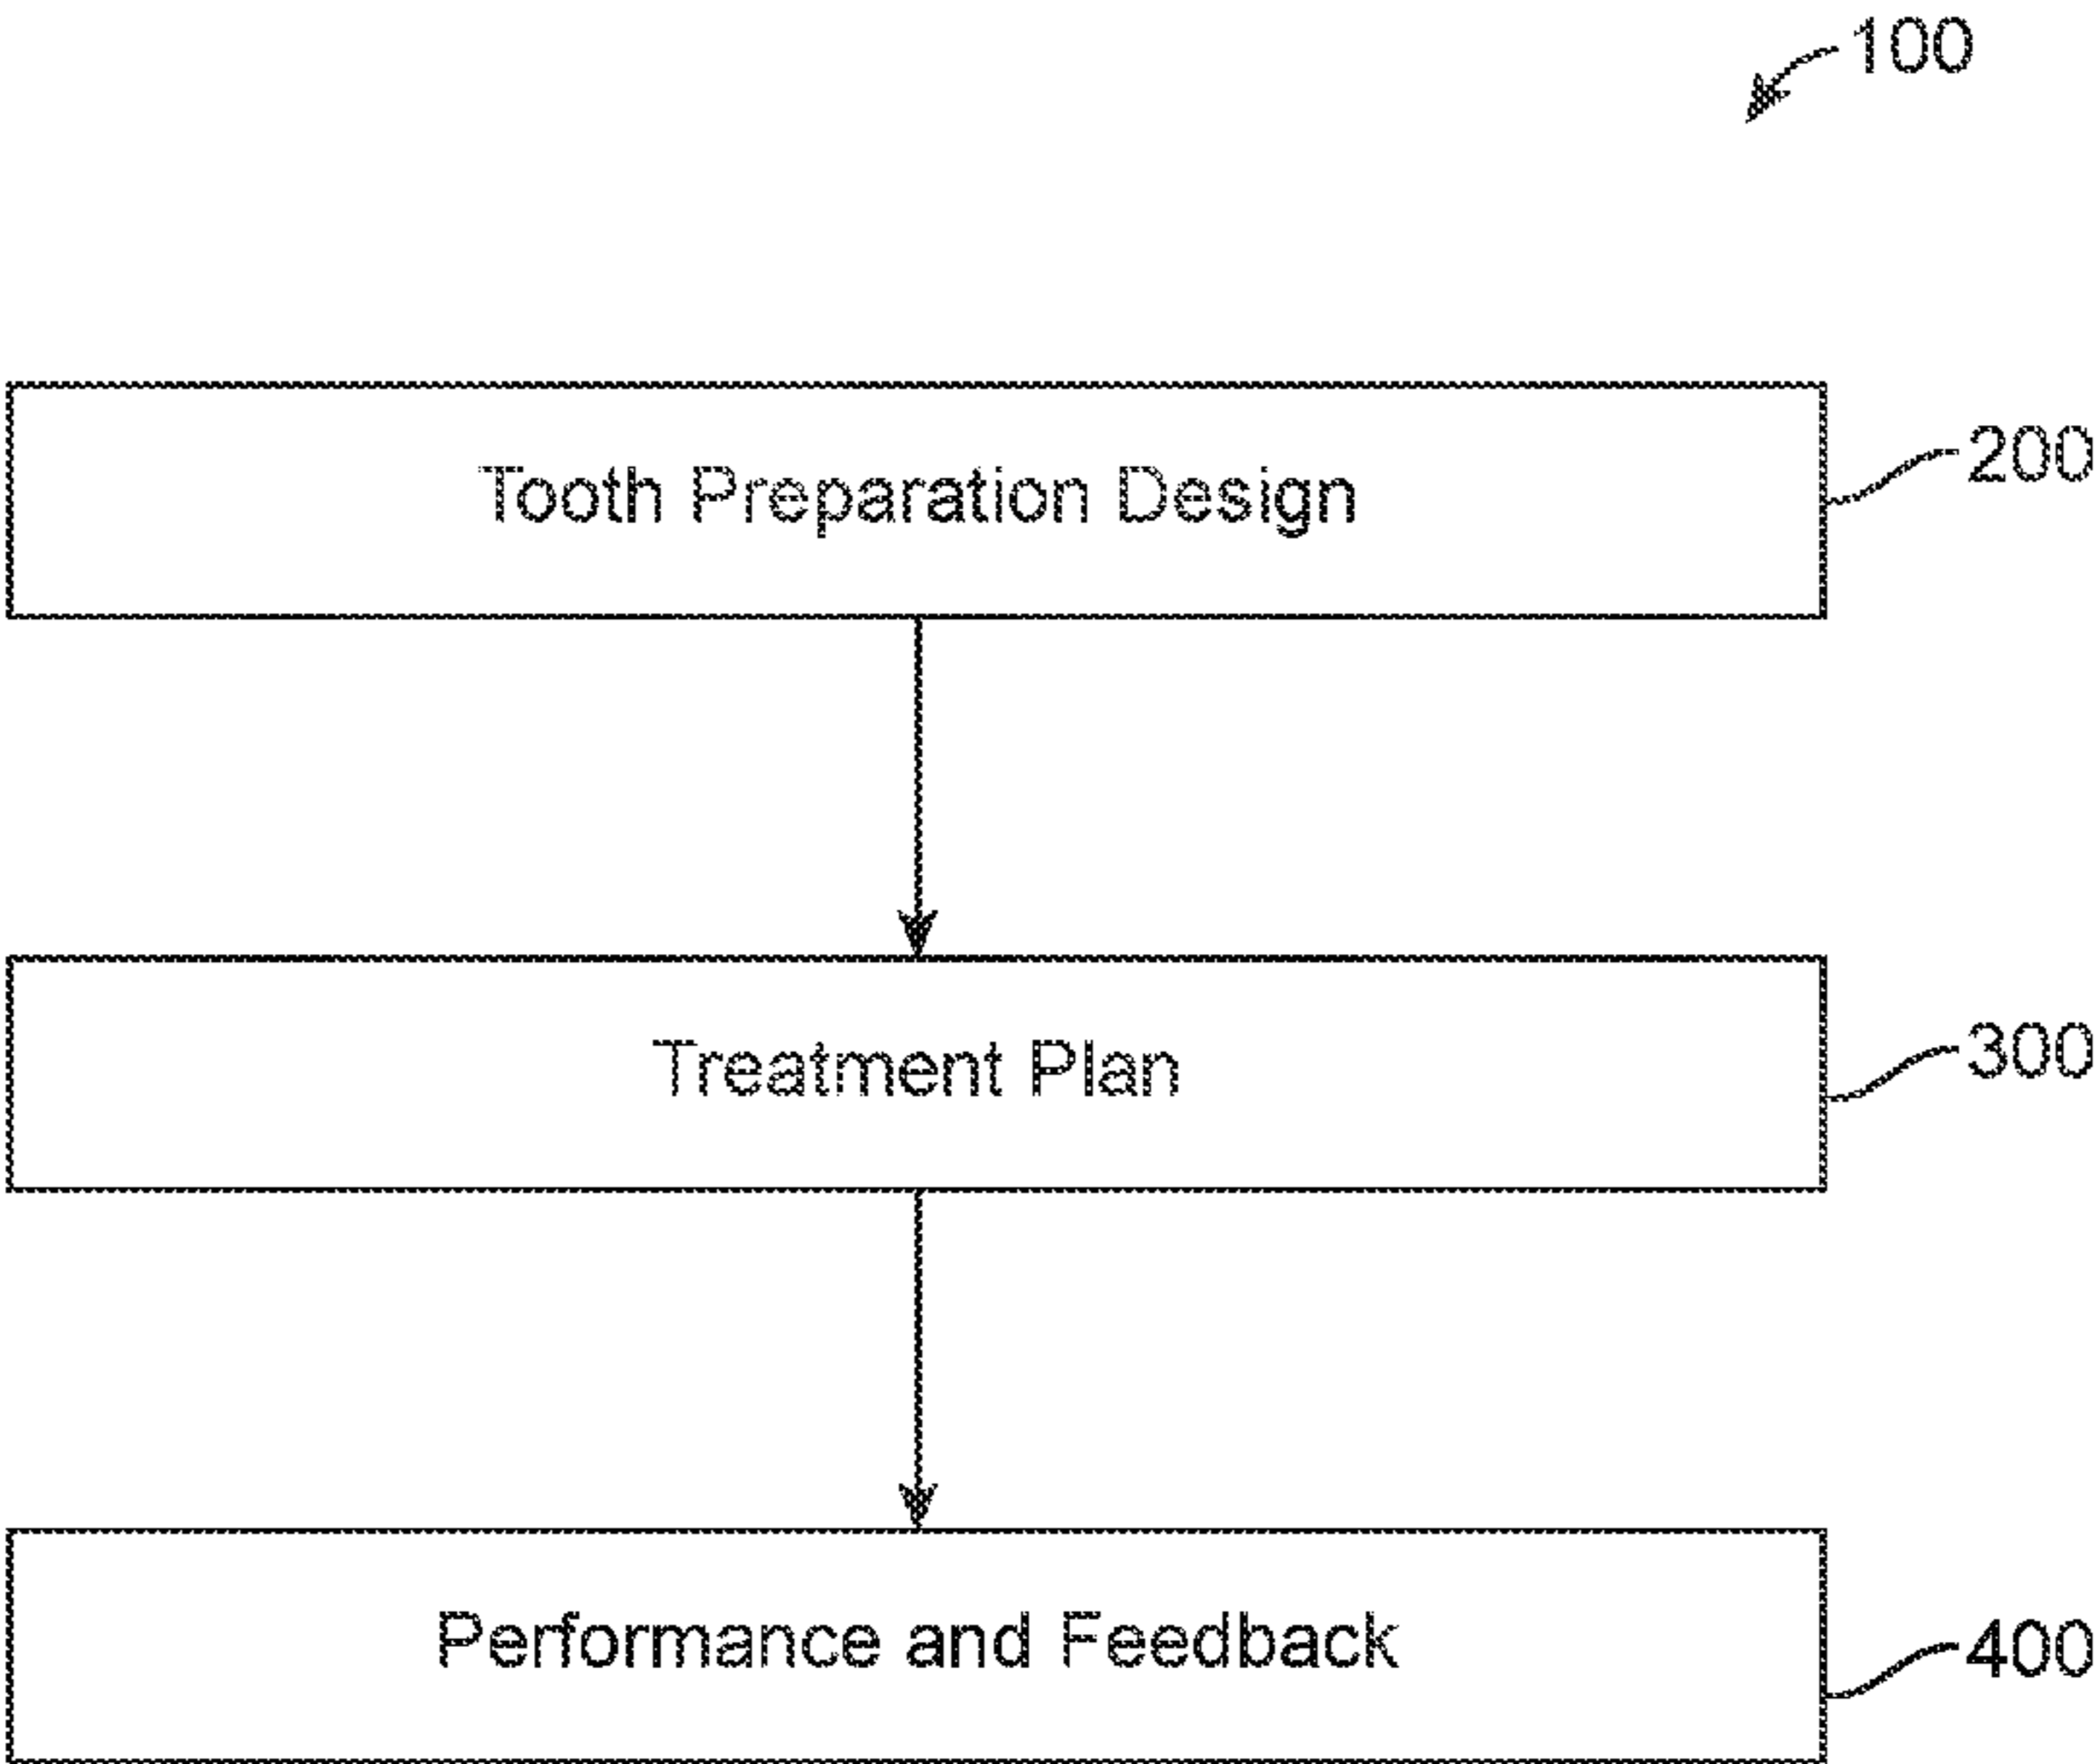 100
Tooth Preparation Design
200
Treatment Plan
300
Performance and Feedback
400